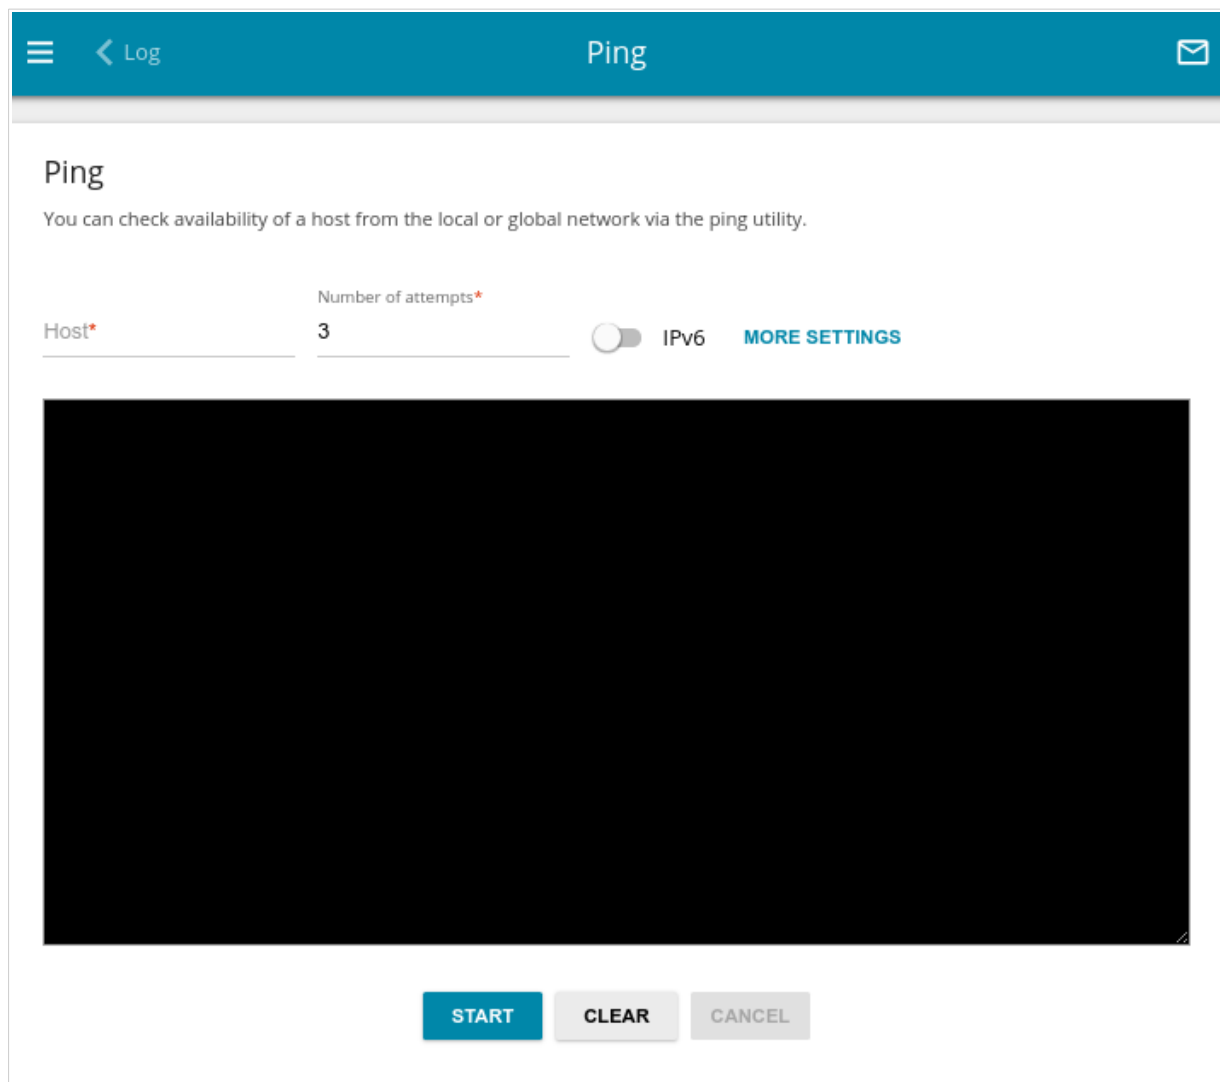 Log
Ping
Ping
You can check availability of a host from the local or global network via the ping utility.
Number of attempts*
Host*
3
IPv6
MORE SETTINGS
START
CLEAR
CANCEL